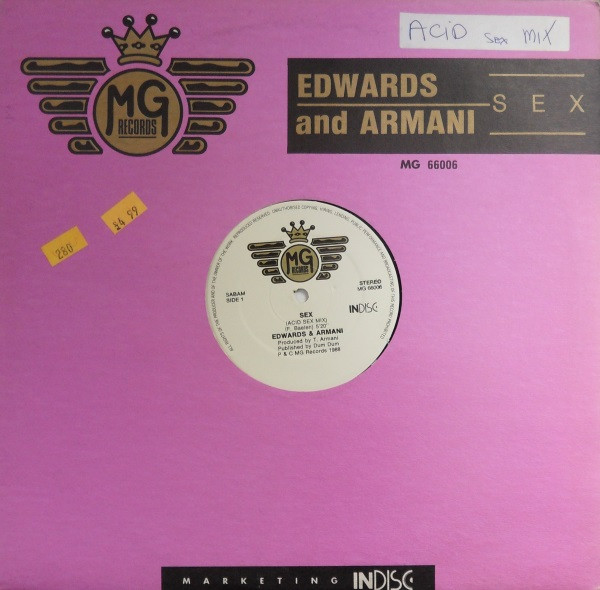 ACiD sex MIX
MG
RECORDS
EDWARDS
and ARMANI
SEX
MG 66006
£4 99
280
MG
RECORDS
SABAM
SIDE 1
STEREO
MG 66006
INDISC
SEX
(ACID SEX MIX)
EDWARDS & ARMANI
Produced by T. Armani
Published by Dum Dum
P & C MG Records 1988
MARKETING INDISC